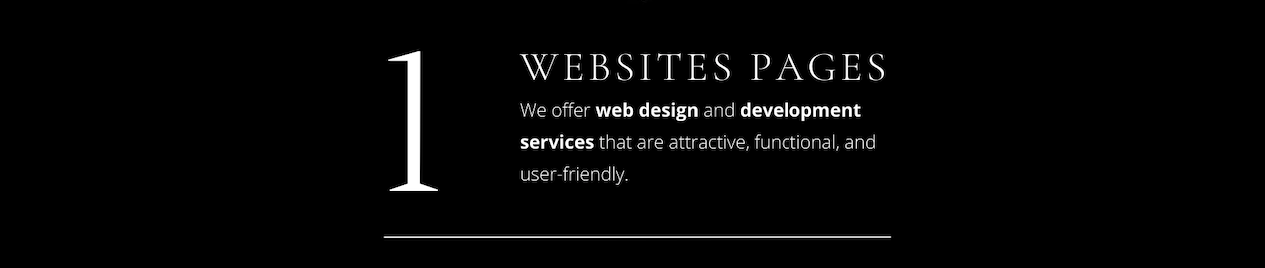 1
WEBSITES PAGES
We offer web design and development
services that are attractive, functional, and
user-friendly.